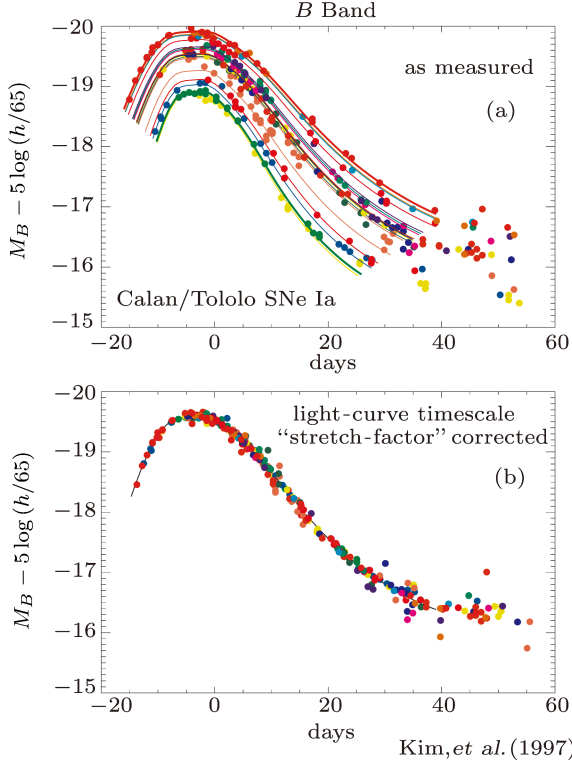 B Band
−20
as measured
−19
(a)
−18
M_B − 5 log (h/65)
−17
−16
Calan/Tololo SNe Ia
−15
−20 0 20 40 60
days
−20
light-curve timescale
“stretch-factor” corrected
−19
(b)
−18
M_B − 5 log (h/65)
−17
−16
−15
−20 0 20 40 60
days
Kim, et al. (1997)